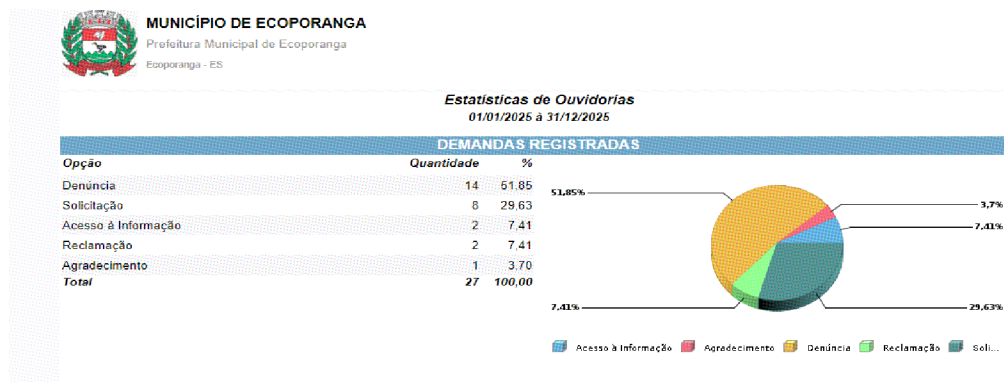 MUNICÍPIO DE ECOPORANGA
Prefeitura Municipal de Ecoporanga
Ecoporanga - ES
Estatísticas de Ouvidorias
01/01/2025 à 31/12/2025
DEMANDAS REGISTRADAS
Opção Quantidade %
Denúncia 14 51,85
Solicitação 8 29,63
Acesso à Informação 2 7,41
Reclamação 2 7,41
Agradecimento 1 3,70
Total 27 100,00
51,85%
3,7%
7,41%
7,41%
29,63%
Acesso à Informação Agradecimento Denúncia Reclamação Soli...